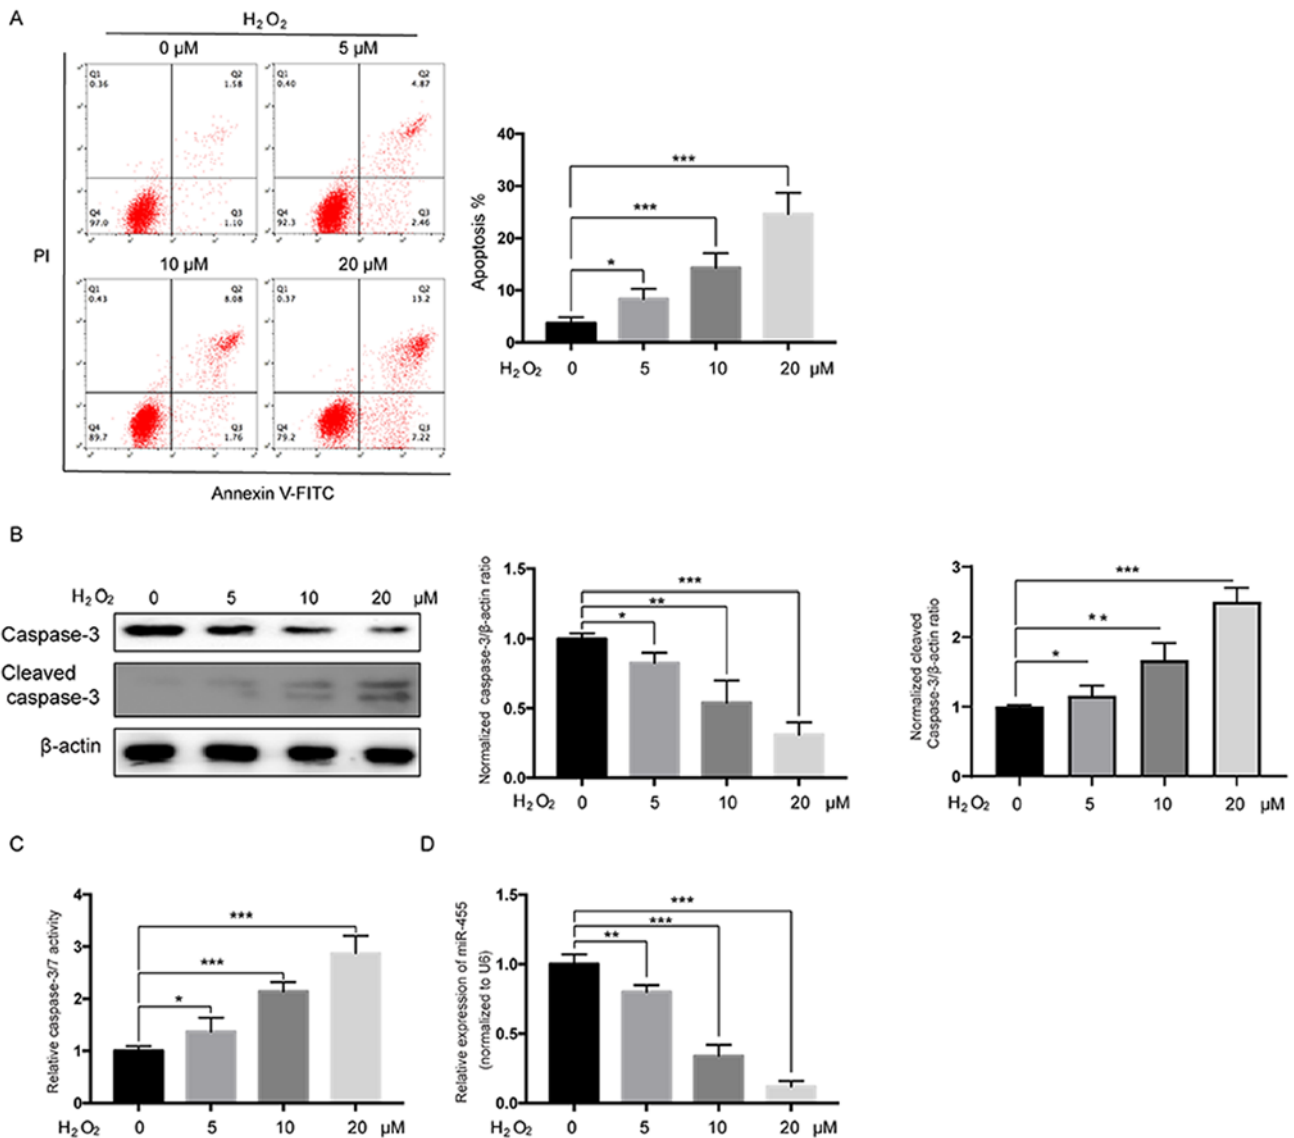 A
H₂O₂
0 µM
5 µM
Q1
0.36
Q2
1.58
Q4
97.0
Q3
1.10
Q1
0.40
Q2
4.87
Q4
92.3
Q3
2.46
PI
10 µM
20 µM
Q1
0.43
Q2
8.08
Q4
89.7
Q3
1.76
Q1
0.37
Q2
13.2
Q4
79.2
Q3
7.22
Annexin V-FITC
Apoptosis %
40
30
20
10
0
***
***
*
H₂O₂ 0 5 10 20 µM
B
H₂O₂ 0 5 10 20 µM
Caspase-3
Cleaved
caspase-3
β-actin
Normalized caspase-3/β-actin ratio
1.5
1.0
0.5
0.0
***
**
*
H₂O₂ 0 5 10 20 µM
Normalized cleaved
Caspase-3/β-actin ratio
3
2
1
0
***
**
*
H₂O₂ 0 5 10 20 µM
C
Relative caspase-3/7 activity
4
3
2
1
0
***
***
*
H₂O₂ 0 5 10 20 µM
D
Relative expression of miR-455
(normalized to U6)
1.5
1.0
0.5
0.0
***
***
**
H₂O₂ 0 5 10 20 µM